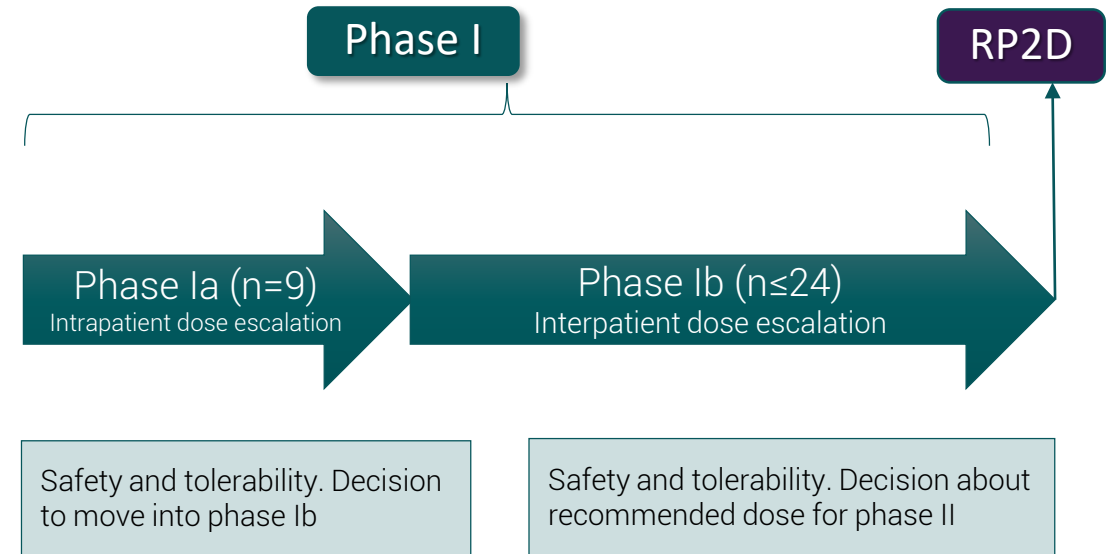 Phase I
RP2D
Phase Ia (n=9)
Intrapatient dose escalation
Phase Ib (n≤24)
Interpatient dose escalation
Safety and tolerability. Decision
to move into phase Ib
Safety and tolerability. Decision about
recommended dose for phase II